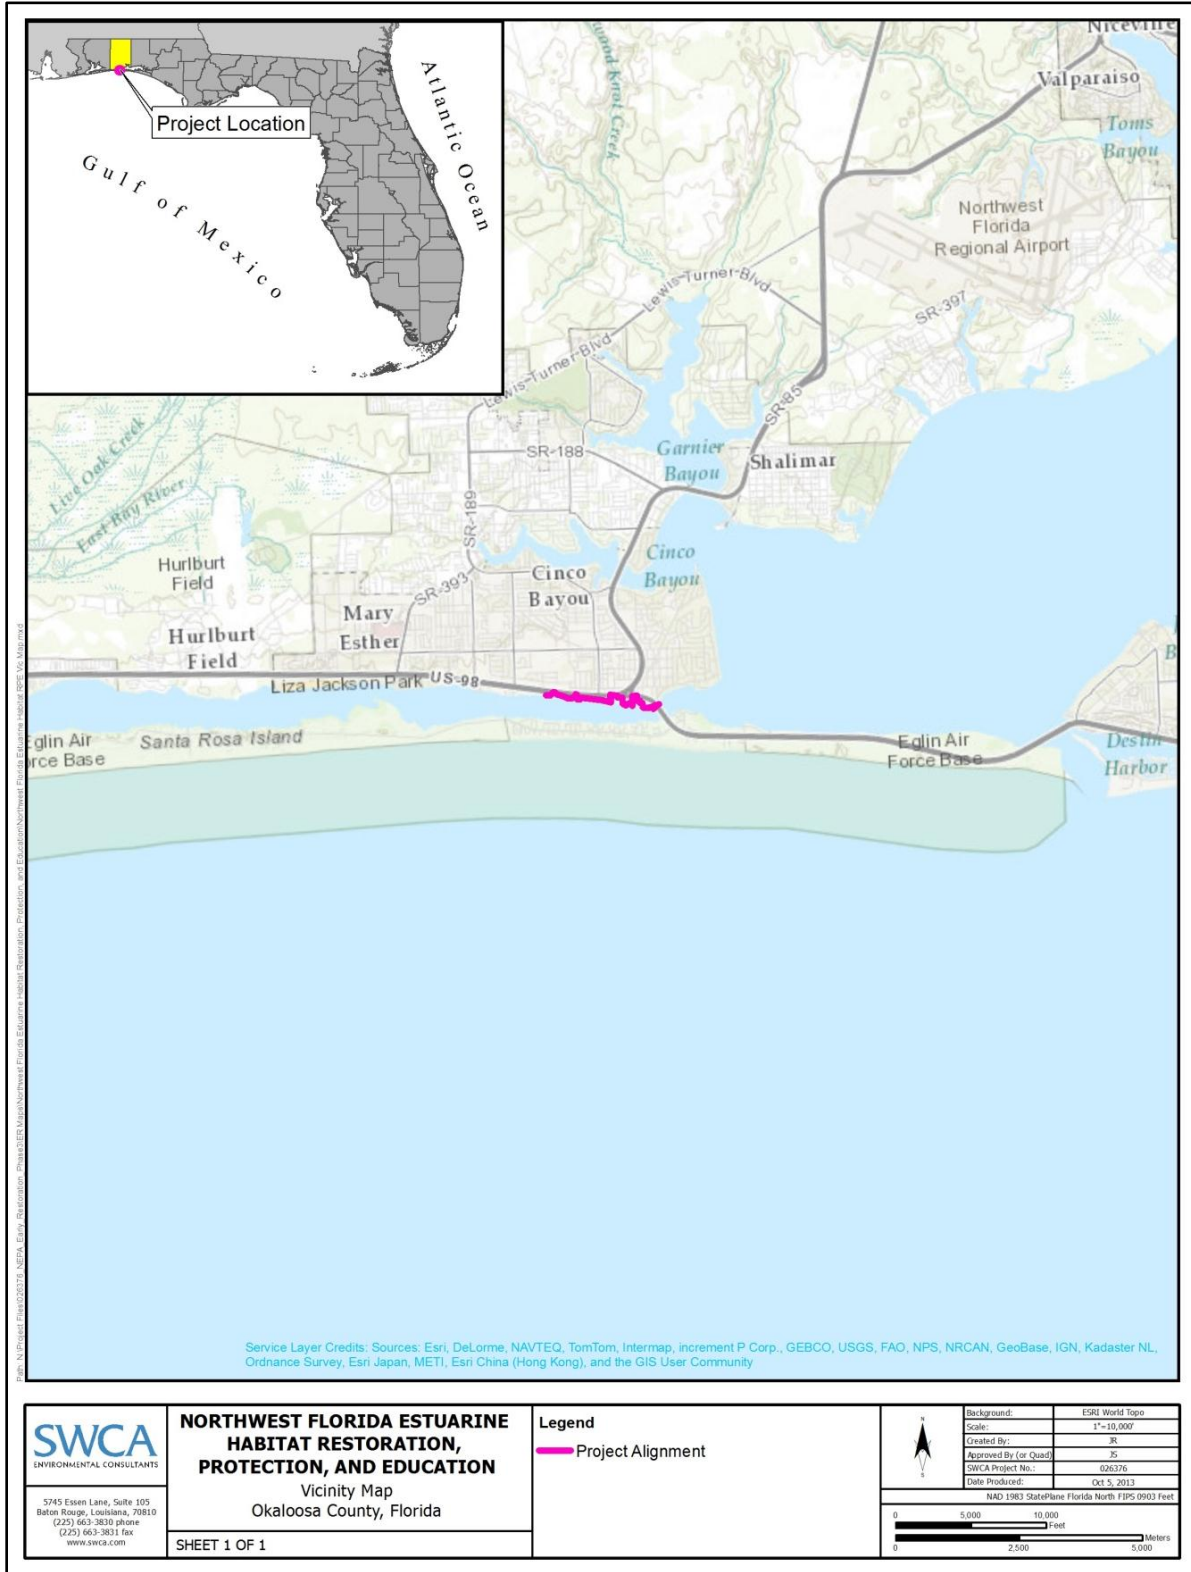 Project Location
Gulf of Mexico
Atlantic Ocean
Niceville
Valparaiso
Toms
Bayou
Northwest
Florida
Regional Airport
Lewis-Turner-Blvd
SR-397
Lewis-Turner-Blvd
SR-85
Live Oak Creek
East Bay River
SR-188
Garnier
Bayou
Shalimar
SR-189
Hurlburt
Field
Cinco
Bayou
Cinco
Bayou
SR-393
Mary
Esther
Hurlburt
Field
Liza Jackson Park
US-98
Eglin Air
Force Base
Santa Rosa Island
Eglin Air
Force Base
Destin
Harbor
Service Layer Credits: Sources: Esri, DeLorme, NAVTEQ, TomTom, Intermap, increment P Corp., GEBCO, USGS, FAO, NPS, NRCAN, GeoBase, IGN, Kadaster NL,
Ordnance Survey, Esri Japan, METI, Esri China (Hong Kong), and the GIS User Community
SWCA
ENVIRONMENTAL CONSULTANTS
5745 Essen Lane, Suite 105
Baton Rouge, Louisiana, 70810
(225) 663-3830 phone
(225) 663-3831 fax
www.swca.com
NORTHWEST FLORIDA ESTUARINE
HABITAT RESTORATION,
PROTECTION, AND EDUCATION
Vicinity Map
Okaloosa County, Florida
SHEET 1 OF 1
Legend
Project Alignment
N
S
Background: ESRI World Topo
Scale: 1"=10,000'
Created By: JR
Approved By (or Quad) JS
SWCA Project No.: 026376
Date Produced: Oct 5, 2013
NAD 1983 StatePlane Florida North FIPS 0903 Feet
0 5,000 10,000
Feet
Meters
0 2,500 5,000